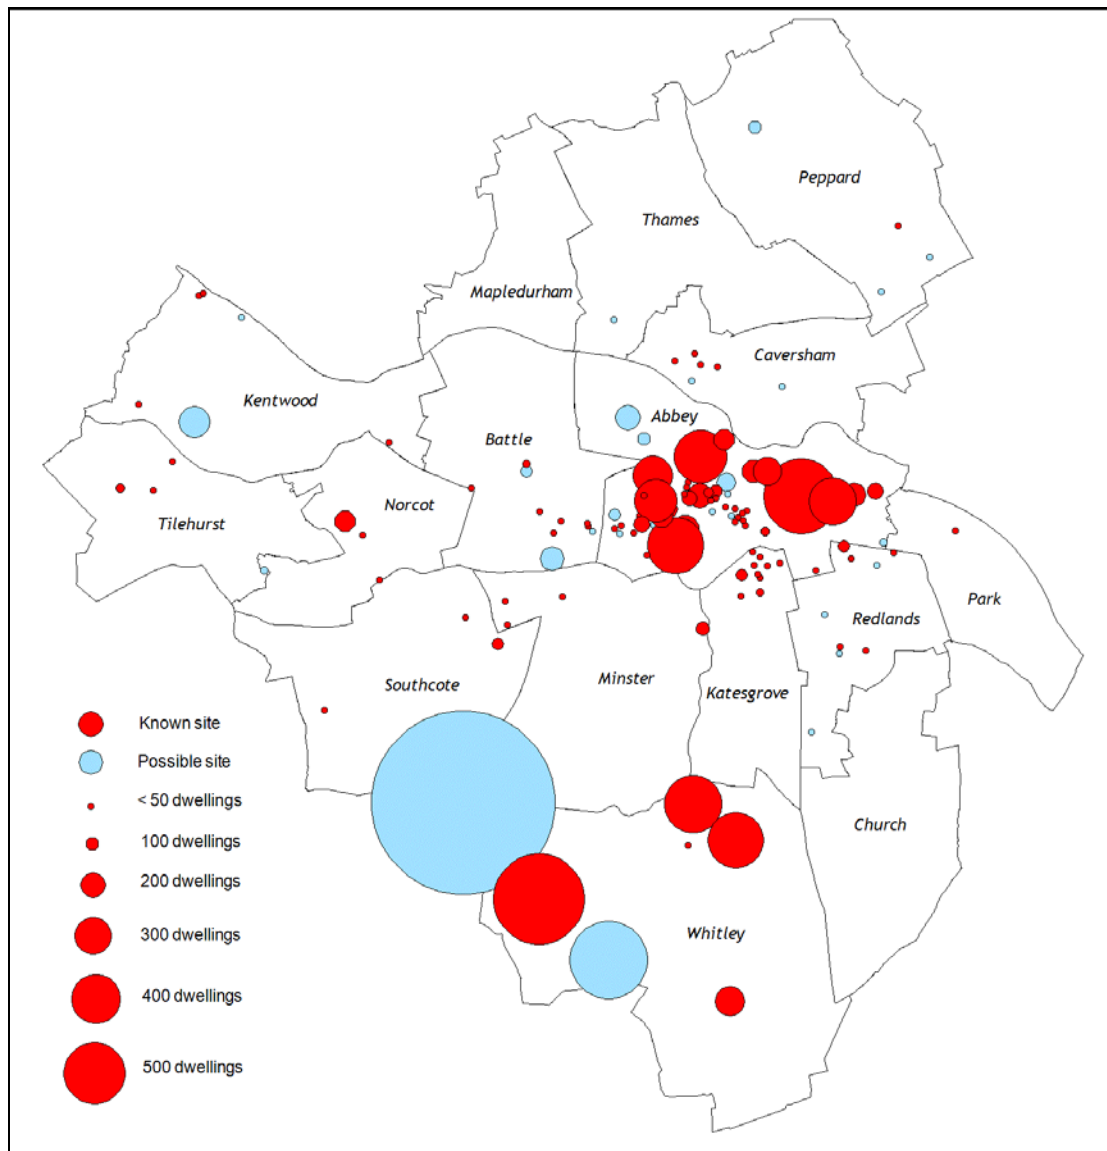 Peppard
Thames
Mapledurham
Caversham
Kentwood
Abbey
Battle
Norcot
Tilehurst
Park
Redlands
Minster
Southcote
Katesgrove
Known site
Possible site
< 50 dwellings
Church
100 dwellings
200 dwellings
Whitley
300 dwellings
400 dwellings
500 dwellings